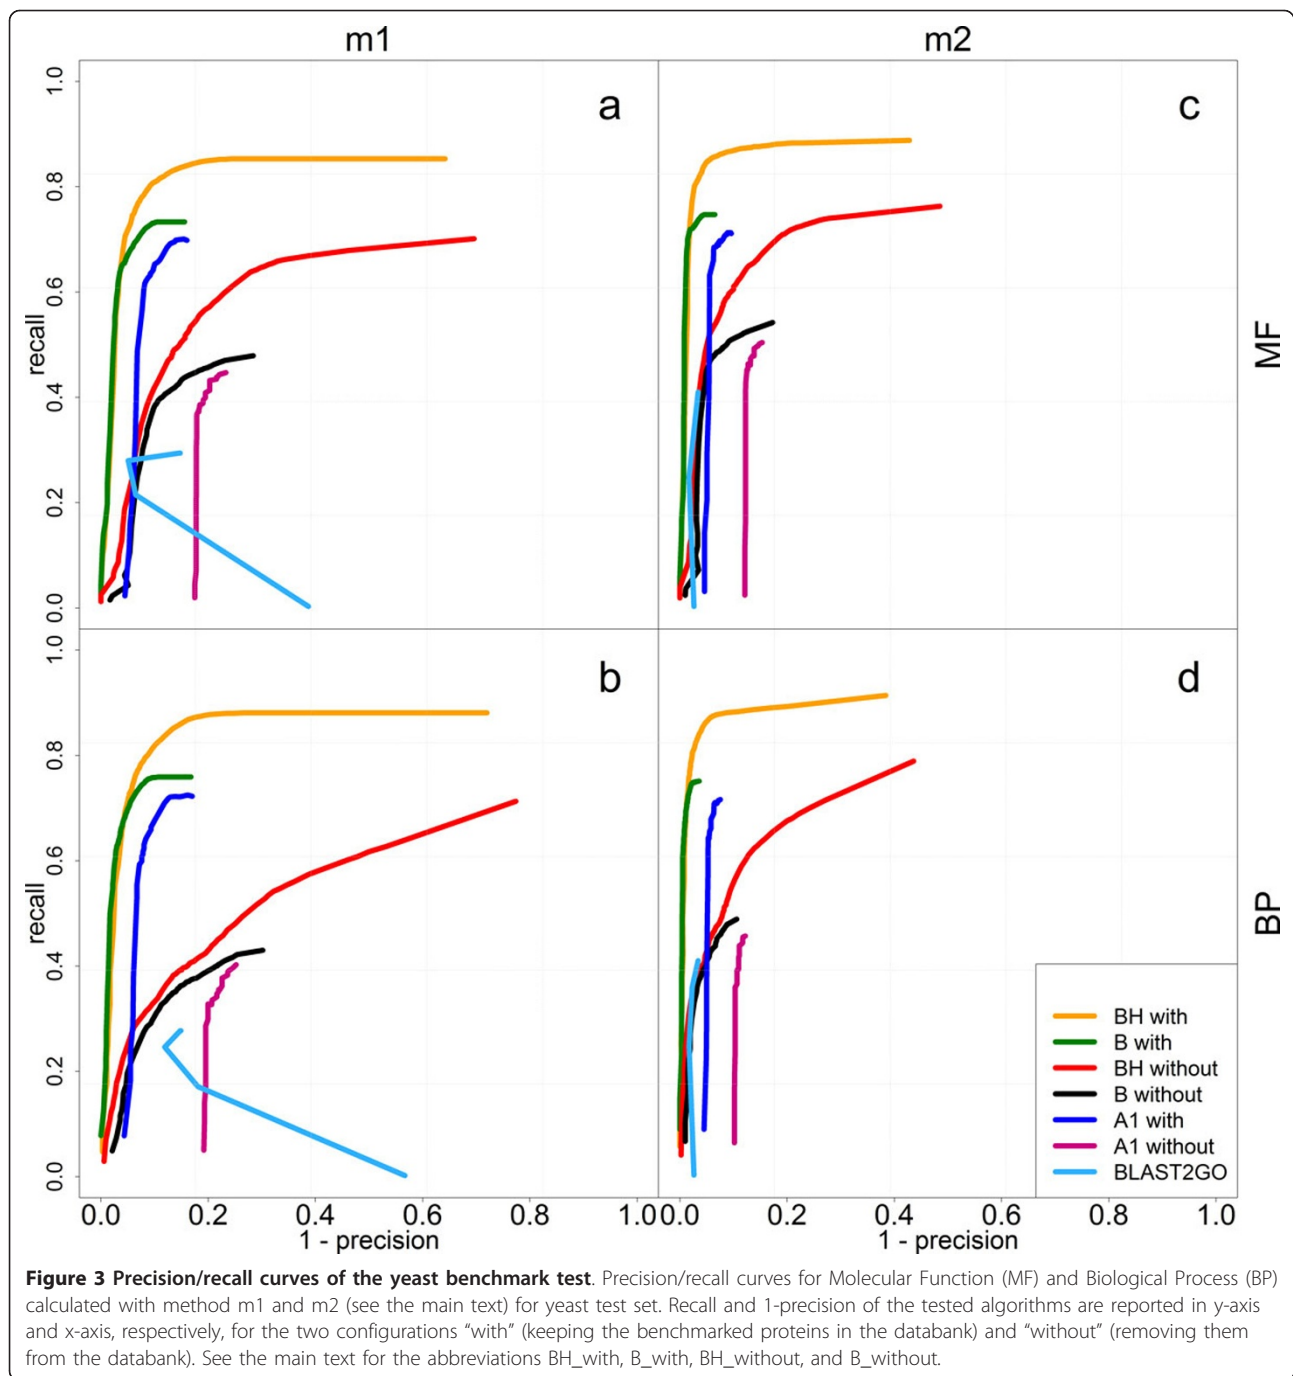 m1 m2
a c
1.0
0.8
0.6
0.4
0.2
0.0
recall
MF
b d
1.0
0.8
0.6
0.4
0.2
0.0
recall
BP
BH with
B with
BH without
B without
A1 with
A1 without
BLAST2GO
0.0 0.2 0.4 0.6 0.8 1.0 0.0 0.2 0.4 0.6 0.8 1.0
1 - precision 1 - precision
Figure 3 Precision/recall curves of the yeast benchmark test. Precision/recall curves for Molecular Function (MF) and Biological Process (BP)
calculated with method m1 and m2 (see the main text) for yeast test set. Recall and 1-precision of the tested algorithms are reported in y-axis
and x-axis, respectively, for the two configurations “with” (keeping the benchmarked proteins in the databank) and “without” (removing them
from the databank). See the main text for the abbreviations BH_with, B_with, BH_without, and B_without.